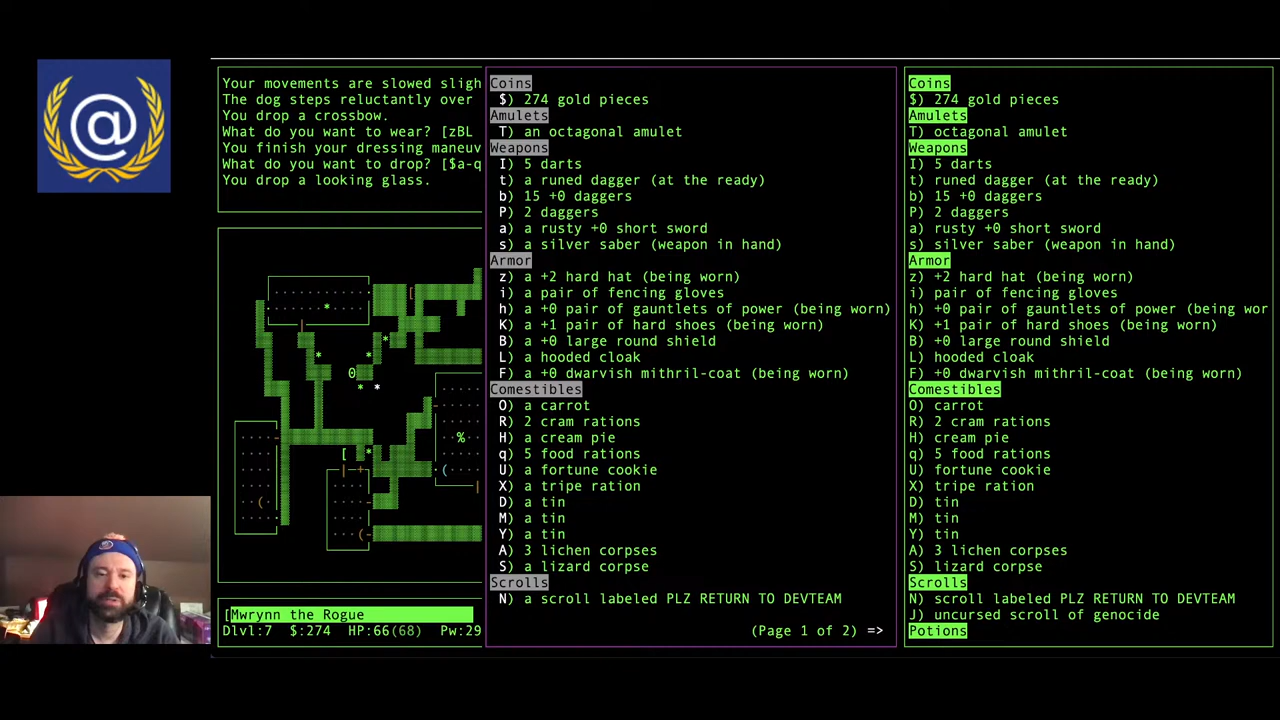 @
Your movements are slowed sligh
The dog steps reluctantly over
You drop a crossbow.
What do you want to wear? [zBL
You finish your dressing maneuv
What do you want to drop? [$a-q
You drop a looking glass.
[Mwrynn the Rogue
Dlvl:7 $:274 HP:66(68) Pw:29
Coins
$) 274 gold pieces
Amulets
T) an octagonal amulet
Weapons
I) 5 darts
t) a runed dagger (at the ready)
b) 15 +0 daggers
P) 2 daggers
a) a rusty +0 short sword
s) a silver saber (weapon in hand)
Armor
z) a +2 hard hat (being worn)
i) a pair of fencing gloves
h) a +0 pair of gauntlets of power (being worn)
K) a +1 pair of hard shoes (being worn)
B) a +0 large round shield
L) a hooded cloak
F) a +0 dwarvish mithril-coat (being worn)
Comestibles
O) a carrot
R) 2 cram rations
H) a cream pie
q) 5 food rations
U) a fortune cookie
X) a tripe ration
D) a tin
M) a tin
Y) a tin
A) 3 lichen corpses
S) a lizard corpse
Scrolls
N) a scroll labeled PLZ RETURN TO DEVTEAM
(Page 1 of 2) =>
Coins
$) 274 gold pieces
Amulets
T) octagonal amulet
Weapons
I) 5 darts
t) runed dagger (at the ready)
b) 15 +0 daggers
P) 2 daggers
a) rusty +0 short sword
s) silver saber (weapon in hand)
Armor
z) +2 hard hat (being worn)
i) pair of fencing gloves
h) +0 pair of gauntlets of power (being wor
K) +1 pair of hard shoes (being worn)
B) +0 large round shield
L) hooded cloak
F) +0 dwarvish mithril-coat (being worn)
Comestibles
O) carrot
R) 2 cram rations
H) cream pie
q) 5 food rations
U) fortune cookie
X) tripe ration
D) tin
M) tin
Y) tin
A) 3 lichen corpses
S) lizard corpse
Scrolls
N) scroll labeled PLZ RETURN TO DEVTEAM
J) uncursed scroll of genocide
Potions